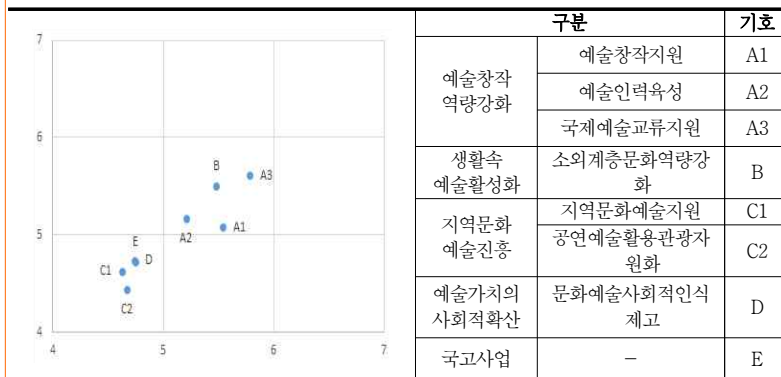 7
6
5
4
4
5
6
7
B
A3
A2
A1
E
D
C1
C2
구분
기호
예술창작
역량강화
예술창작지원
A1
예술인력육성
A2
국제예술교류지원
A3
생활속
예술활성화
소외계층문화역량강
화
B
지역문화
예술진흥
지역문화예술지원
C1
공연예술활용관광자
원화
C2
예술가치의
사회적확산
문화예술사회적인식
제고
D
국고사업
–
E